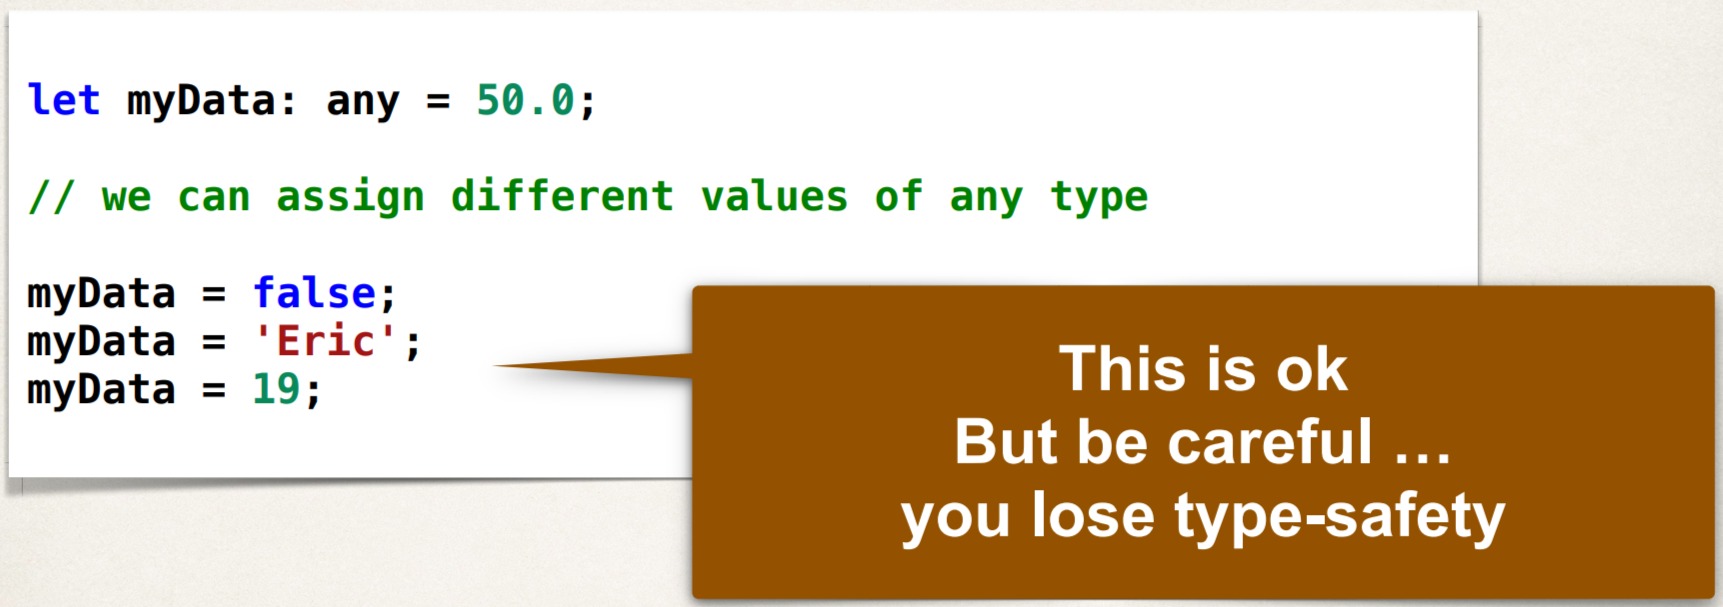 let myData: any = 50.0;
// we can assign different values of any type
myData = false;
myData = 'Eric';
myData = 19;
This is ok
But be careful …
you lose type-safety